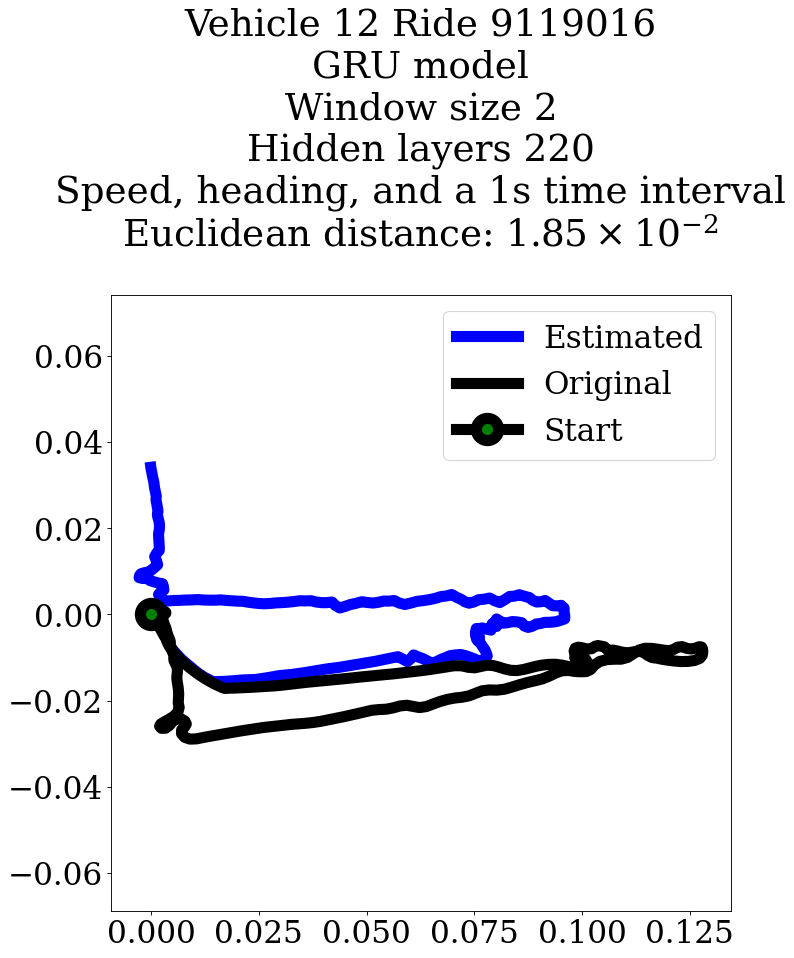 Vehicle 12 Ride 9119016
GRU model
Window size 2
Hidden layers 220
Speed, heading, and a 1s time interval
Euclidean distance: 1.85 × 10⁻²
Estimated
Original
Start
0.06
0.04
0.02
0.00
−0.02
−0.04
−0.06
0.000 0.025 0.050 0.075 0.100 0.125